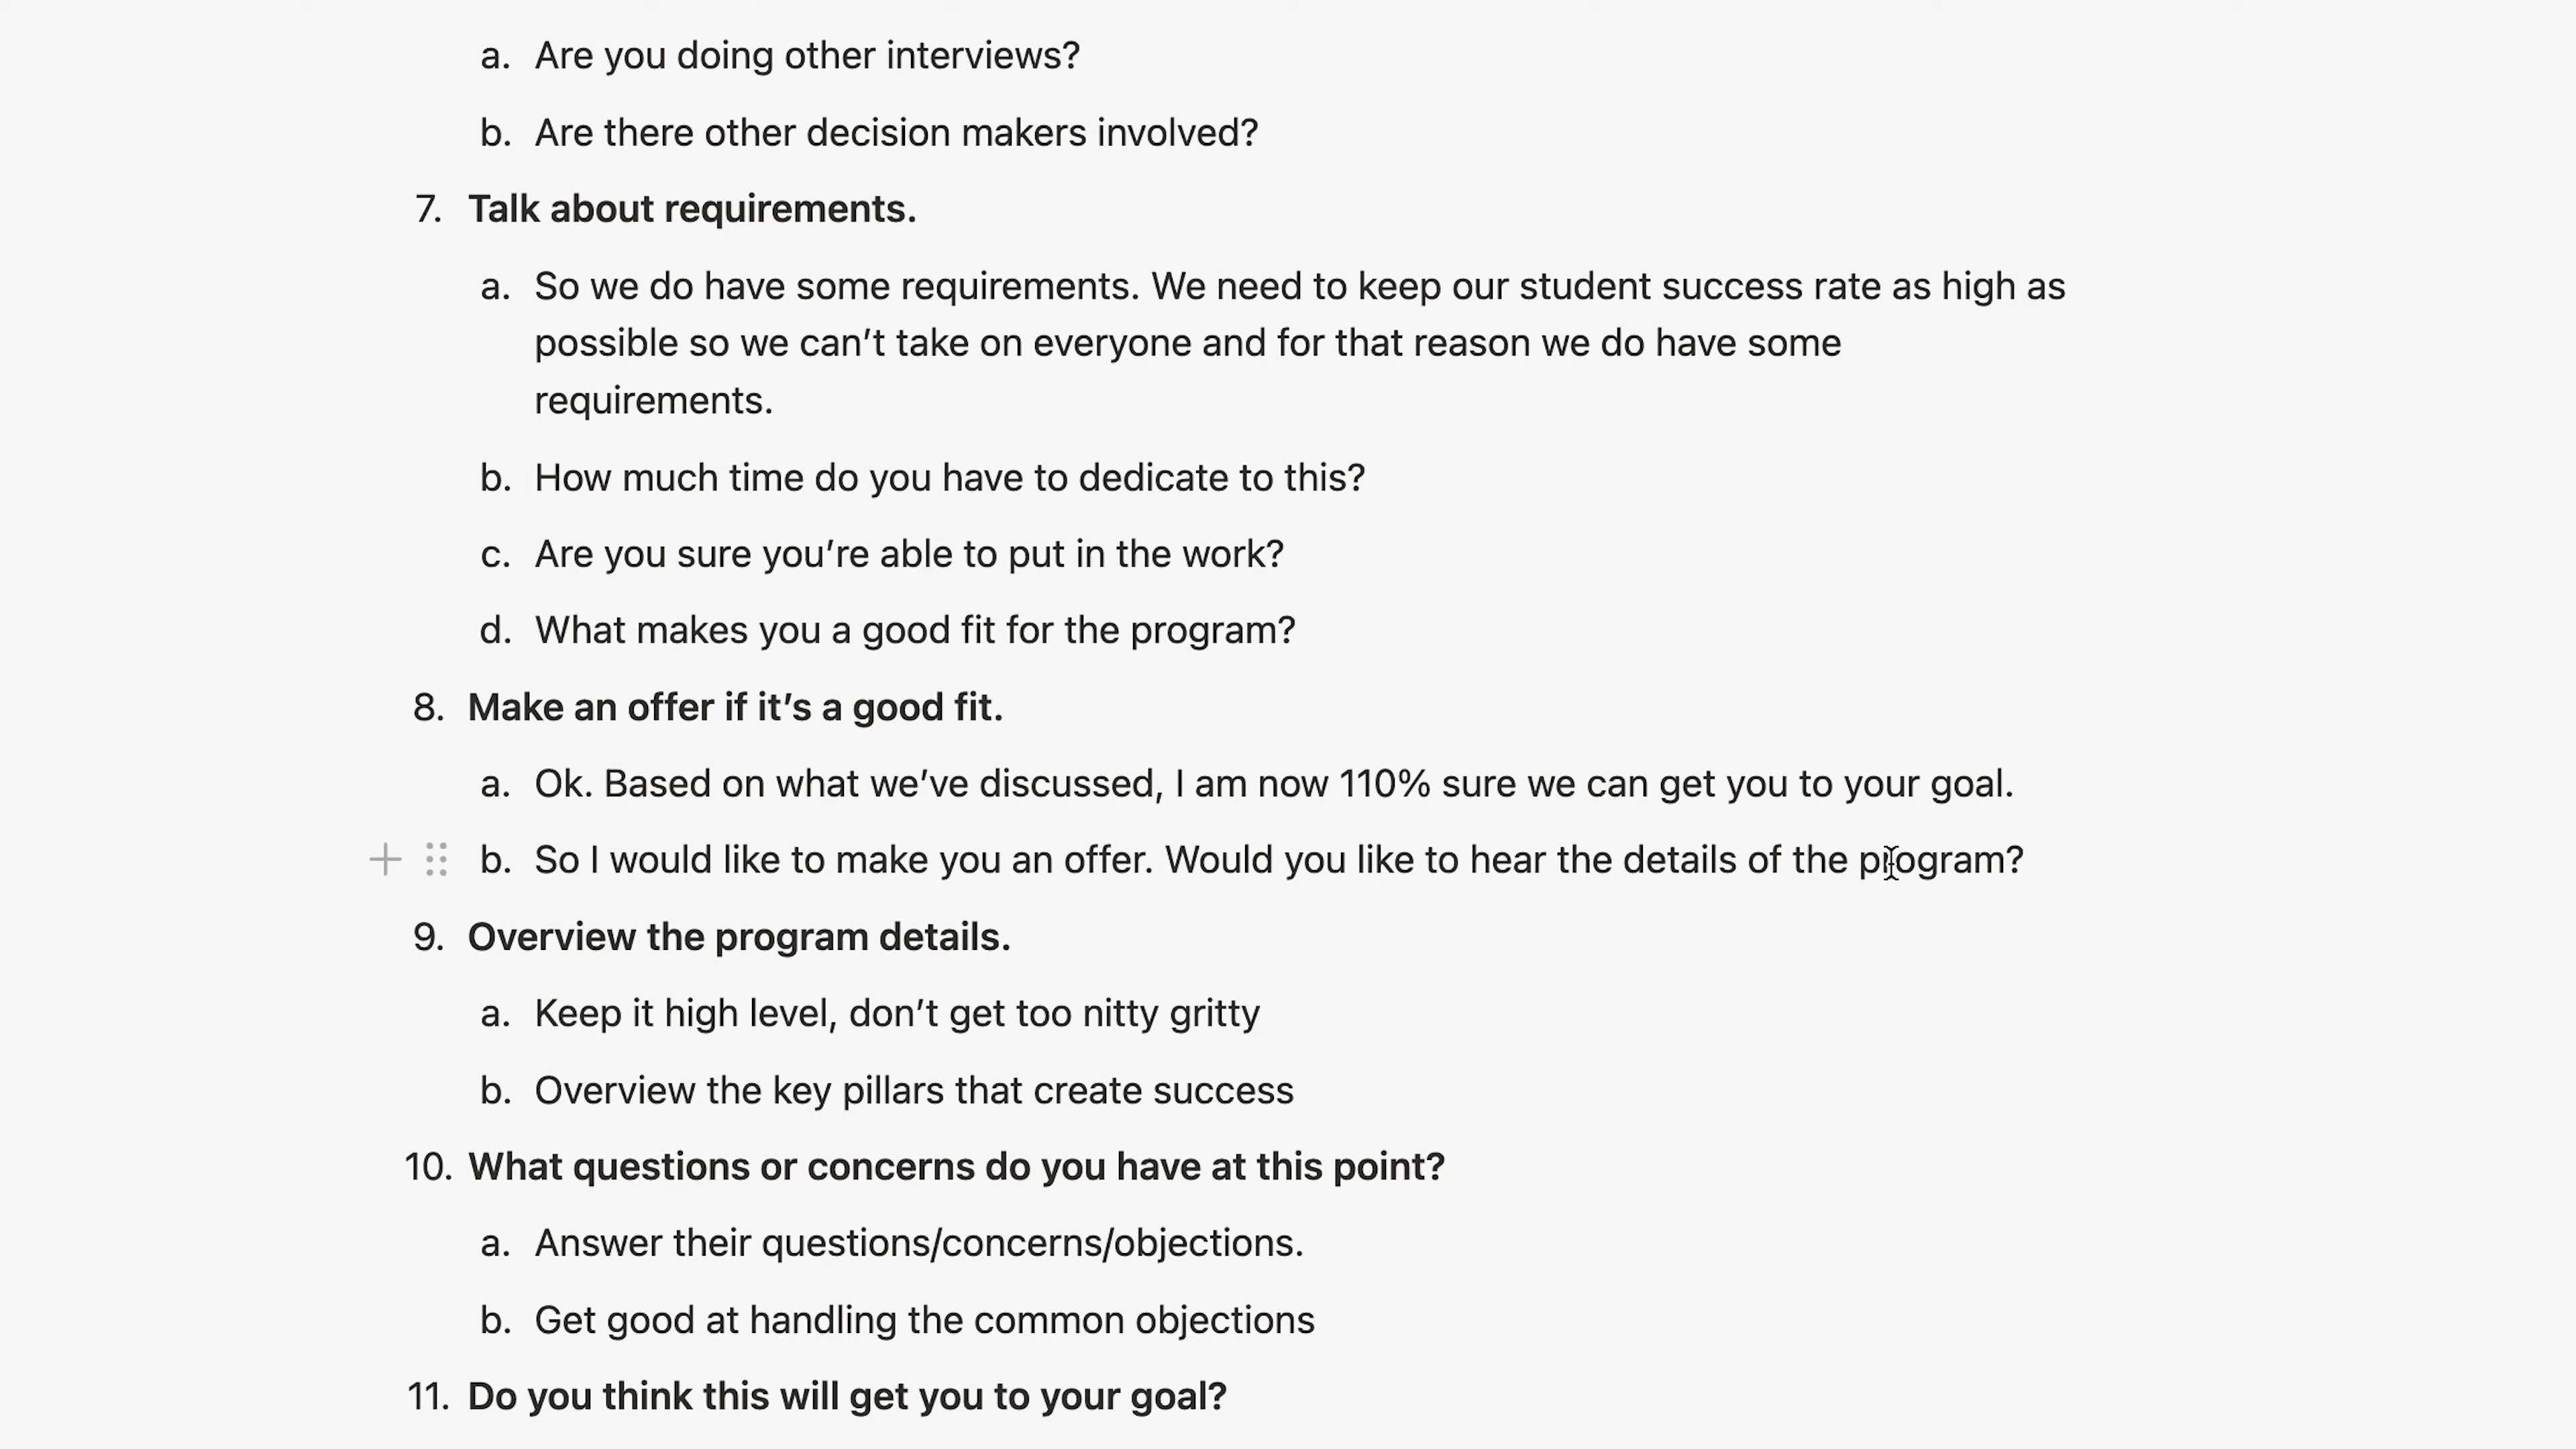 a. Are you doing other interviews?
b. Are there other decision makers involved?
7. Talk about requirements.
a. So we do have some requirements. We need to keep our student success rate as high as
possible so we can’t take on everyone and for that reason we do have some
requirements.
b. How much time do you have to dedicate to this?
c. Are you sure you’re able to put in the work?
d. What makes you a good fit for the program?
8. Make an offer if it’s a good fit.
a. Ok. Based on what we’ve discussed, I am now 110% sure we can get you to your goal.
b. So I would like to make you an offer. Would you like to hear the details of the program?
9. Overview the program details.
a. Keep it high level, don’t get too nitty gritty
b. Overview the key pillars that create success
10. What questions or concerns do you have at this point?
a. Answer their questions/concerns/objections.
b. Get good at handling the common objections
11. Do you think this will get you to your goal?